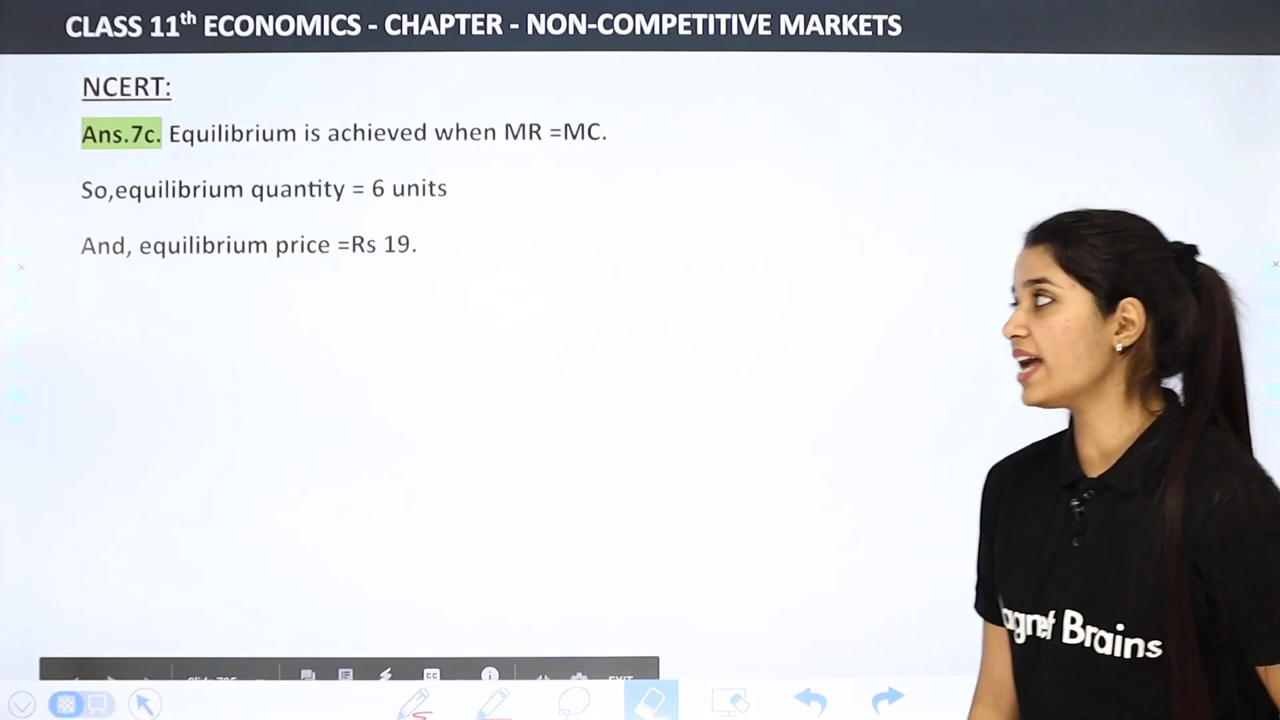 CLASS 11th ECONOMICS - CHAPTER - NON-COMPETITIVE MARKETS
NCERT:
Ans.7c. Equilibrium is achieved when MR =MC.
So,equilibrium quantity = 6 units
And, equilibrium price =Rs 19.
Brains
EXIT